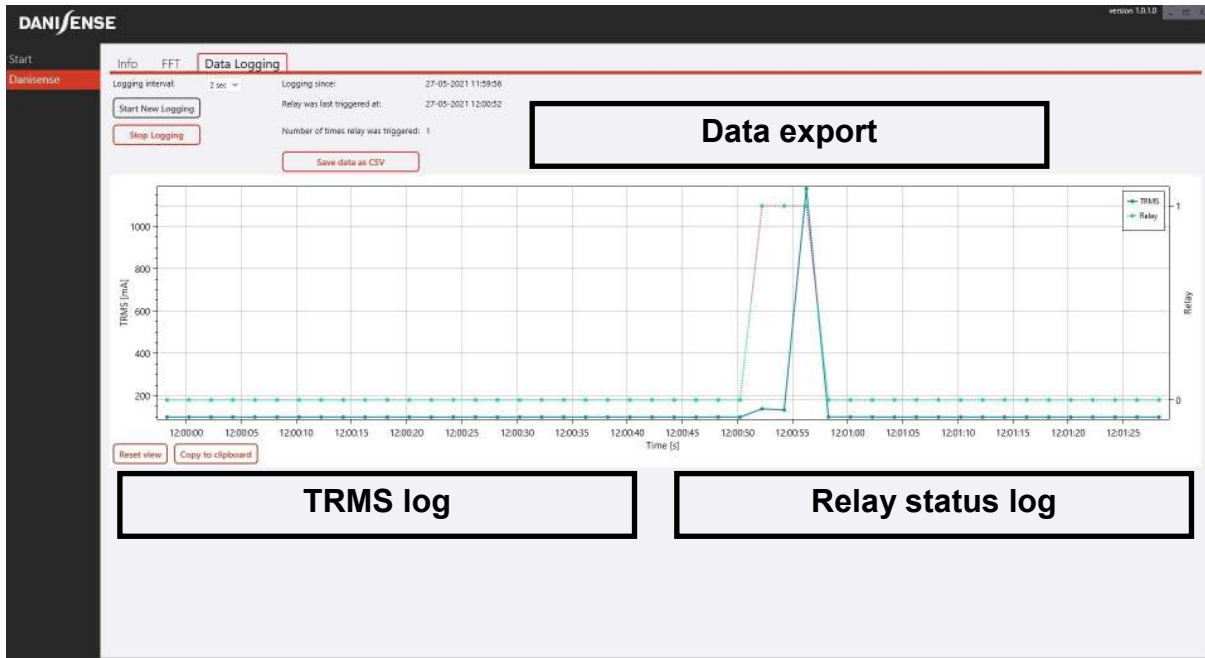 DANISENSE
version 1.0.1.0
Start
Danisense
Info FFT Data Logging
Logging interval: 2 sec Logging since: 27-05-2021 11:59:56
Start New Logging Relay was last triggered at: 27-05-2021 12:00:52
Stop Logging Number of times relay was triggered: 1
Save data as CSV
Data export
TRMS
Relay
1000
800
600
400
200
TRMS [mA]
1
0
Relay
12:00:00 12:00:05 12:00:10 12:00:15 12:00:20 12:00:25 12:00:30 12:00:35 12:00:40 12:00:45 12:00:50 12:00:55 12:01:00 12:01:05 12:01:10 12:01:15 12:01:20 12:01:25
Time [s]
Reset view Copy to clipboard
TRMS log Relay status log